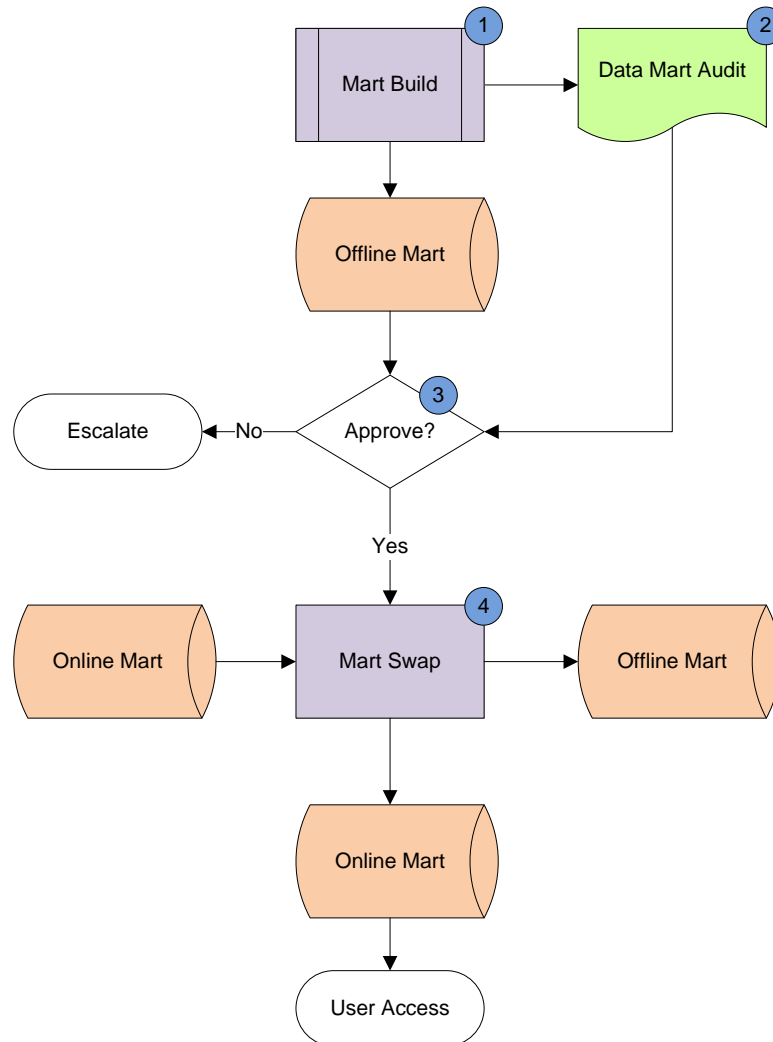 1
2
Mart Build
Data Mart Audit
Offline Mart
3
Escalate
No
Approve?
Yes
4
Online Mart
Mart Swap
Offline Mart
Online Mart
User Access